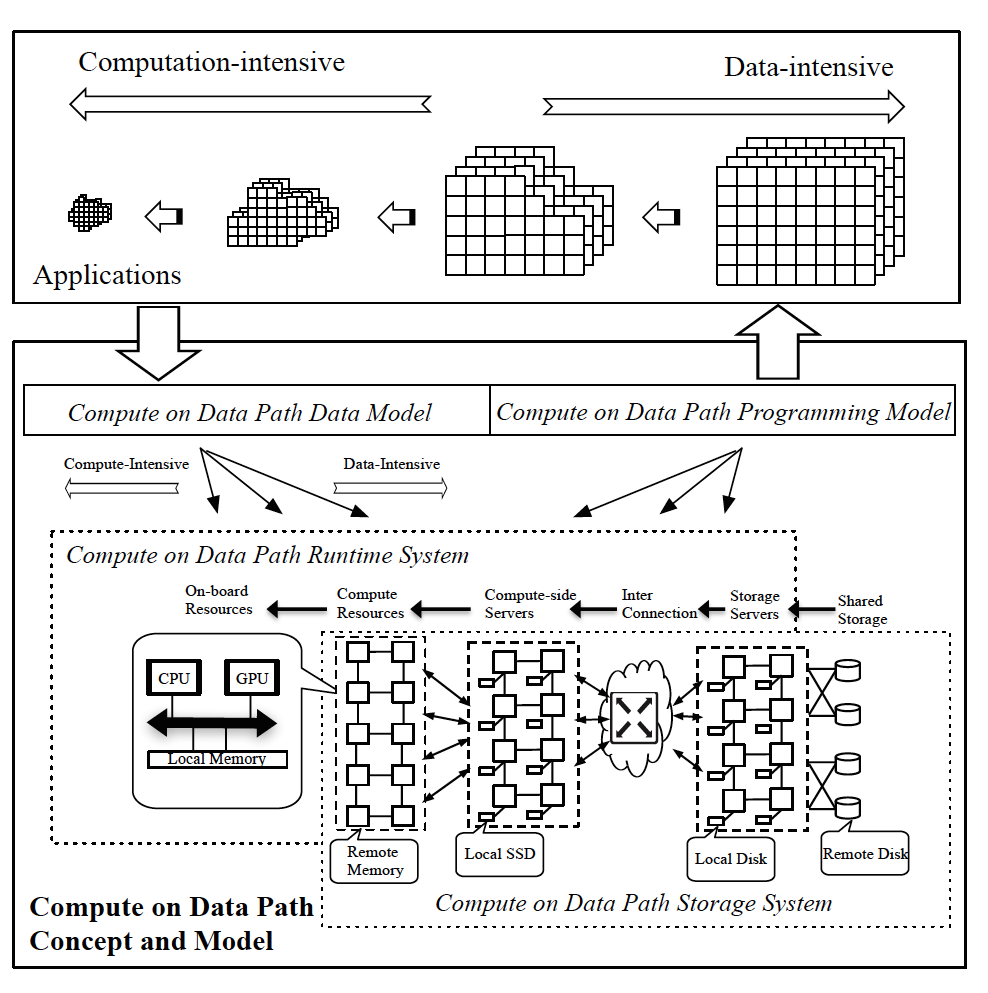 Computation-intensive
Data-intensive
Applications
Compute on Data Path Data Model
Compute on Data Path Programming Model
Compute-Intensive
Data-Intensive
Compute on Data Path Runtime System
On-board
Resources
Compute
Resources
Compute-side
Servers
Inter
Connection
Storage
Servers
Shared
Storage
CPU
GPU
Local Memory
Remote
Memory
Local SSD
Local Disk
Remote Disk
Compute on Data Path Storage System
Compute on Data Path
Concept and Model